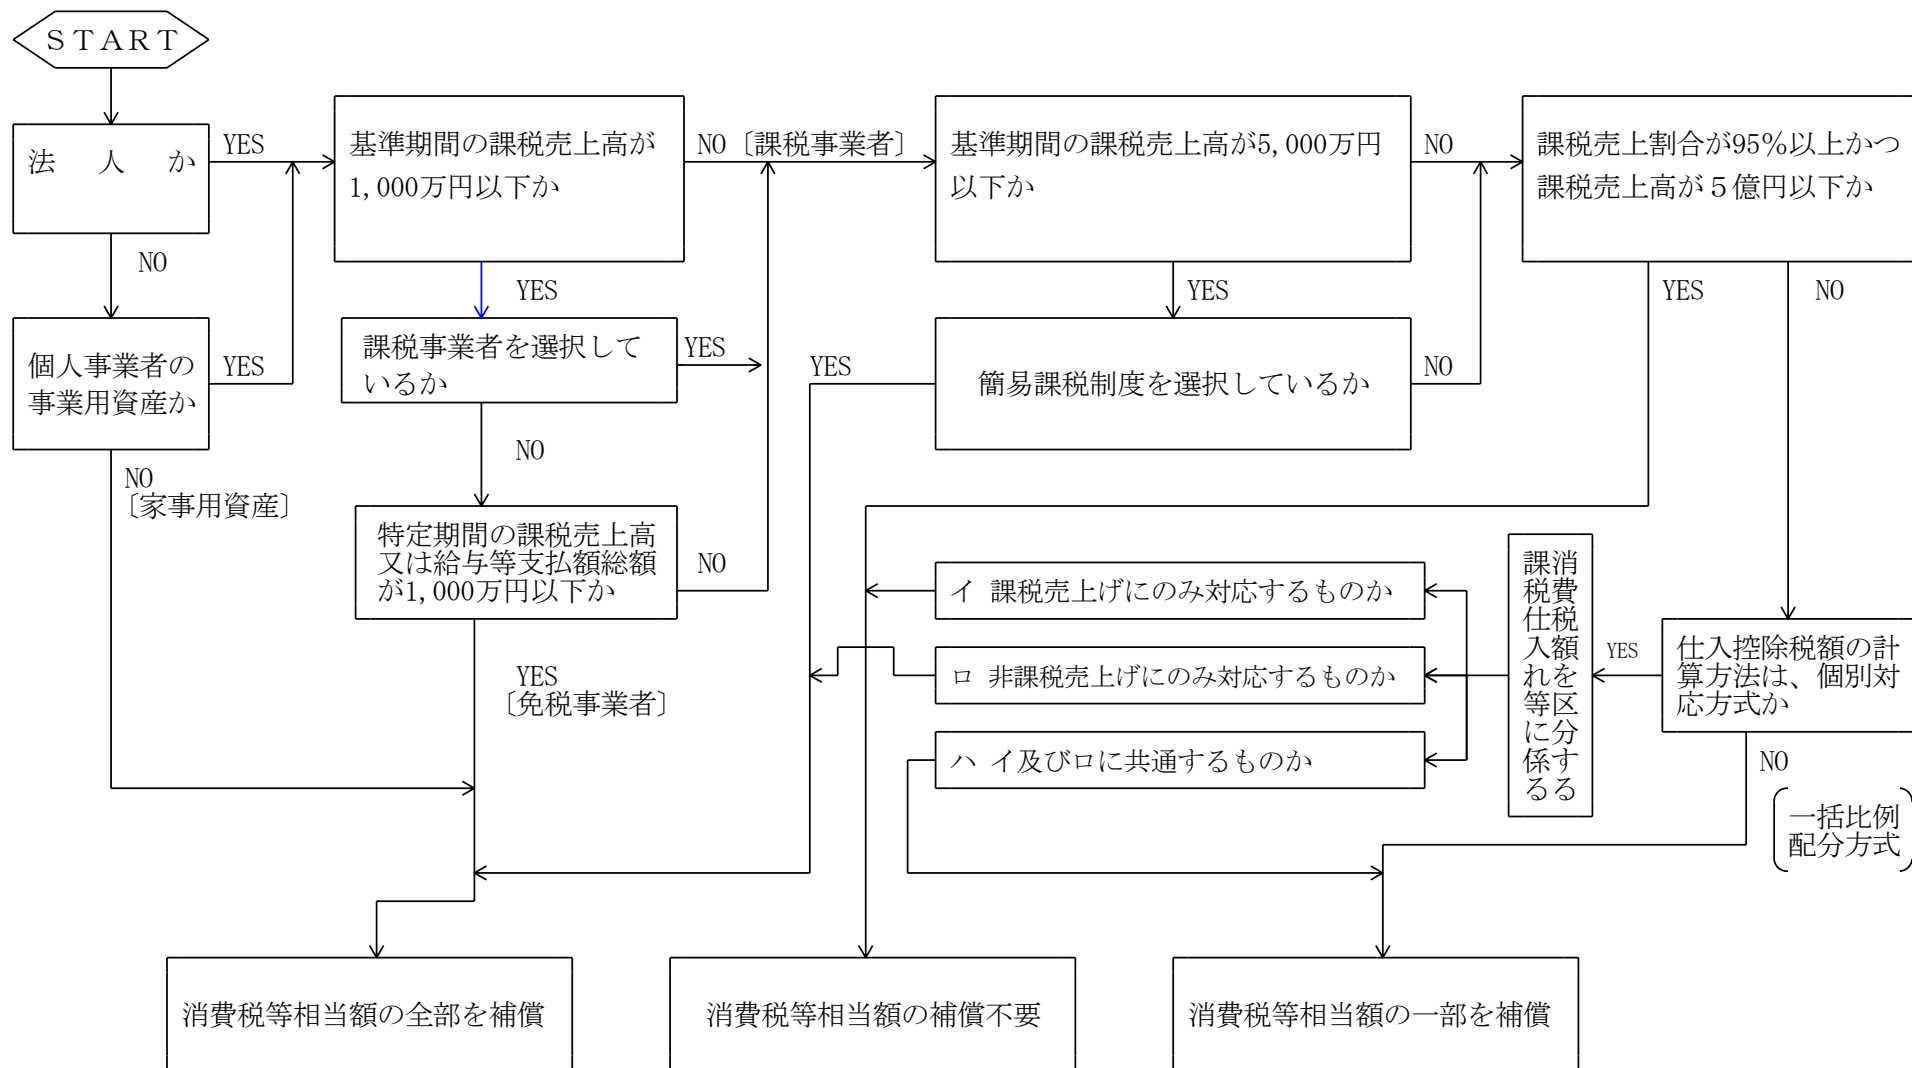 ＳＴＡＲＴ
法　人　か
YES
NO
個人事業者の
事業用資産か
YES
NO
〔家事用資産〕
基準期間の課税売上高が
1,000万円以下か
NO〔課税事業者〕
YES
課税事業者を選択して
いるか
YES
NO
特定期間の課税売上高
又は給与等支払額総額
が1,000万円以下か
NO
YES
〔免税事業者〕
基準期間の課税売上高が5,000万円
以下か
NO
YES
簡易課税制度を選択しているか
YES
NO
課税売上割合が95％以上かつ
課税売上高が５億円以下か
YES
NO
仕入控除税額の計
算方法は、個別対
応方式か
YES
NO
一括比例
配分方式
課税仕入れ等に係る
消費税額を区分する
イ 課税売上げにのみ対応するものか
ロ 非課税売上げにのみ対応するものか
ハ イ及びロに共通するものか
消費税等相当額の全部を補償
消費税等相当額の補償不要
消費税等相当額の一部を補償